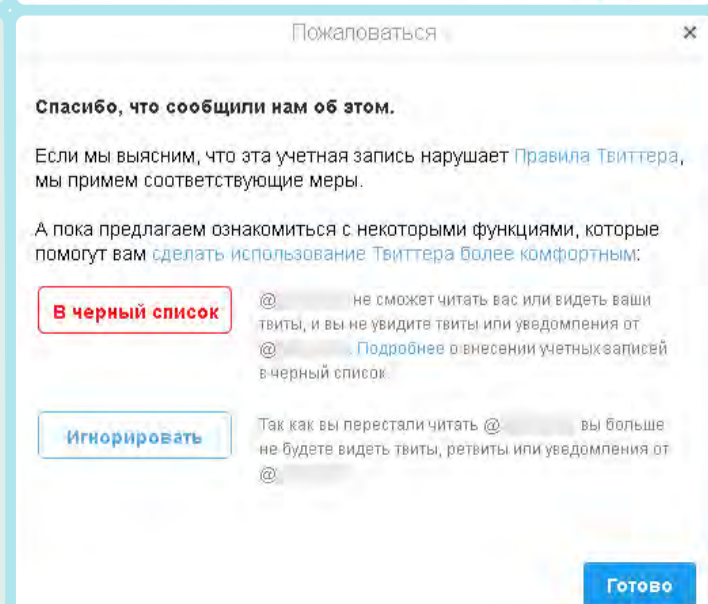 Пожаловаться ×
Спасибо, что сообщили нам об этом.
Если мы выясним, что эта учетная запись нарушает Правила Твиттера,
мы примем соответствующие меры.
А пока предлагаем ознакомиться с некоторыми функциями, которые
помогут вам сделать использование Твиттера более комфортным:
В черный список
@ не сможет читать вас или видеть ваши
твиты, и вы не увидите твиты или уведомления от
@ . Подробнее о внесении учетных записей
в черный список
Игнорировать
Так как вы перестали читать @ вы больше
не будете видеть твиты, ретвиты или уведомления от
@
Готово